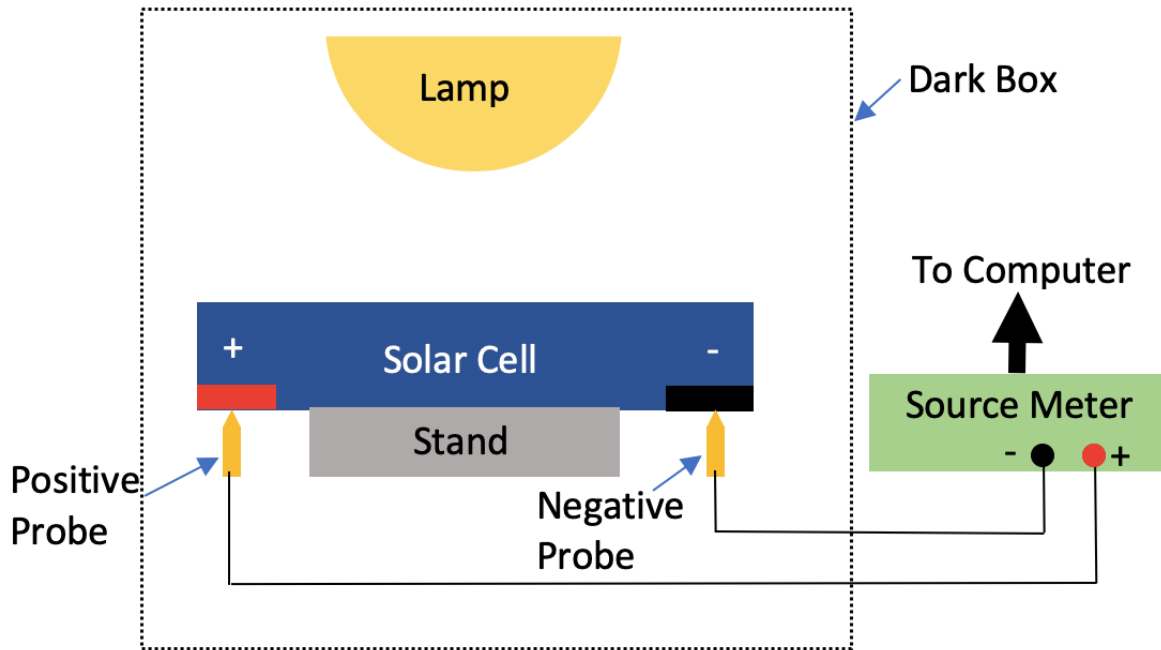 Lamp
Dark Box
To Computer
+
-
Solar Cell
Source Meter
- +
Stand
Positive
Probe
Negative
Probe